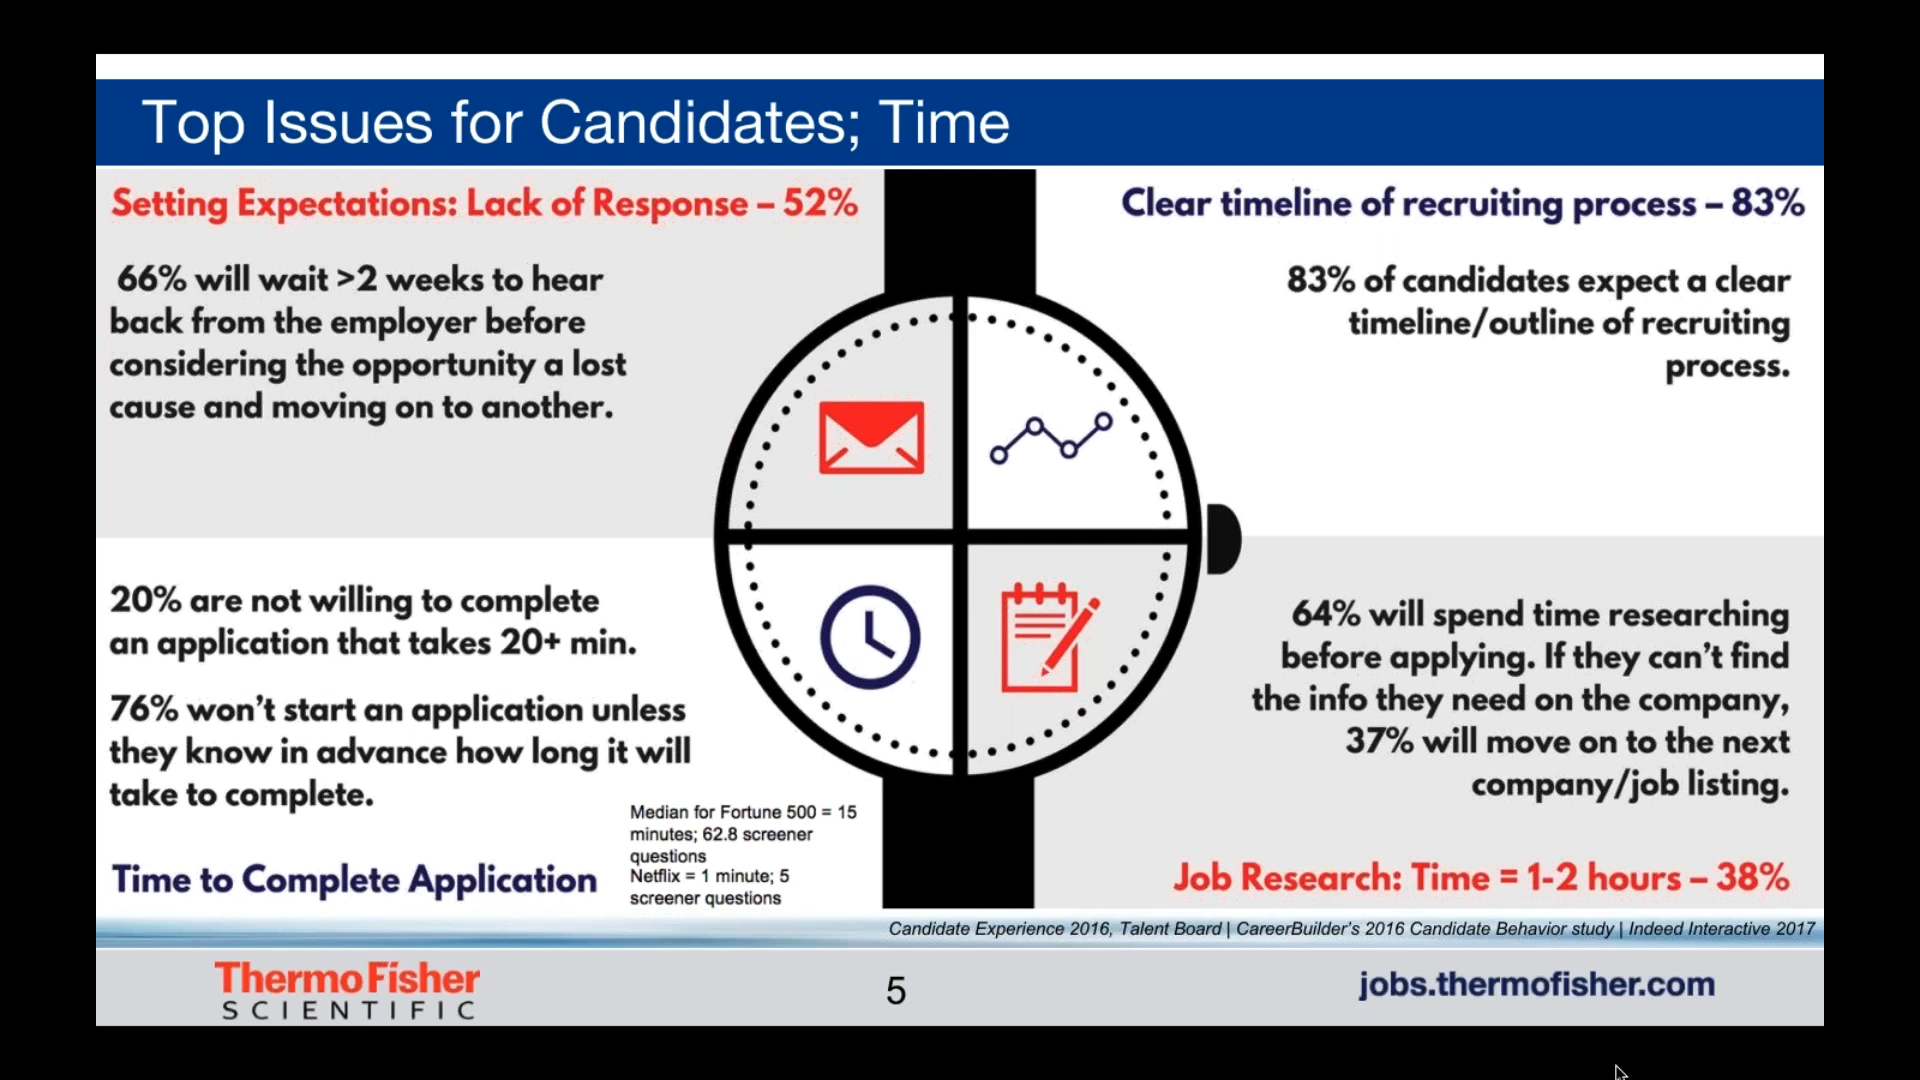 Top Issues for Candidates; Time
Setting Expectations: Lack of Response – 52%
66% will wait >2 weeks to hear
back from the employer before
considering the opportunity a lost
cause and moving on to another.
Clear timeline of recruiting process – 83%
83% of candidates expect a clear
timeline/outline of recruiting
process.
20% are not willing to complete
an application that takes 20+ min.
76% won't start an application unless
they know in advance how long it will
take to complete.
Time to Complete Application
Median for Fortune 500 = 15
minutes; 62.8 screener
questions
Netflix = 1 minute; 5
screener questions
64% will spend time researching
before applying. If they can't find
the info they need on the company,
37% will move on to the next
company/job listing.
Job Research: Time = 1-2 hours – 38%
Candidate Experience 2016, Talent Board | CareerBuilder's 2016 Candidate Behavior study | Indeed Interactive 2017
ThermoFisher
SCIENTIFIC
5
jobs.thermofisher.com